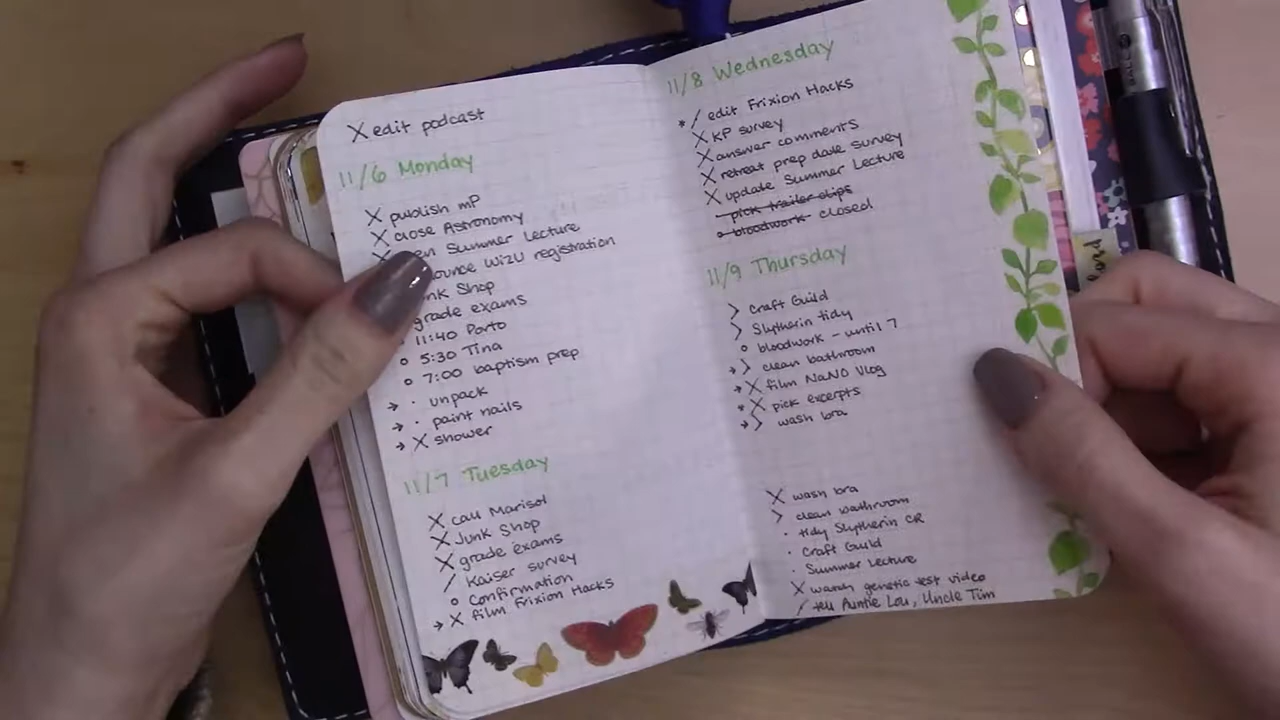 X edit podcast
11/6 Monday
X publish mP
X close Astronomy
X en Summer Lecture
ounce WizU registration
nk Shop
grade exams
o 11:40 Porto
o 5:30 Tina
o 7:00 baptism prep
→ · unpack
→ · paint nails
→ X shower
11/7 Tuesday
X call Marisol
X Junk Shop
X grade exams
/ Kaiser survey
o Confirmation
→ X film Frixion Hacks
11/8 Wednesday
* / edit Frixion Hacks
X KP survey
X answer comments
X retreat prep date survey
X update Summer Lecture
· pick trailer clips
o bloodwork - closed
11/9 Thursday
> craft Guild
> Slytherin tidy
o bloodwork - until 7
→ > clean bathroom
→ X film NaNO Vlog
* X pick excerpts
→ > wash bra
X wash bra
> clean bathroom
· tidy Slytherin CR
· Craft Guild
· Summer Lecture
X watch genetic test video
/ tell Auntie Lou, Uncle Tim